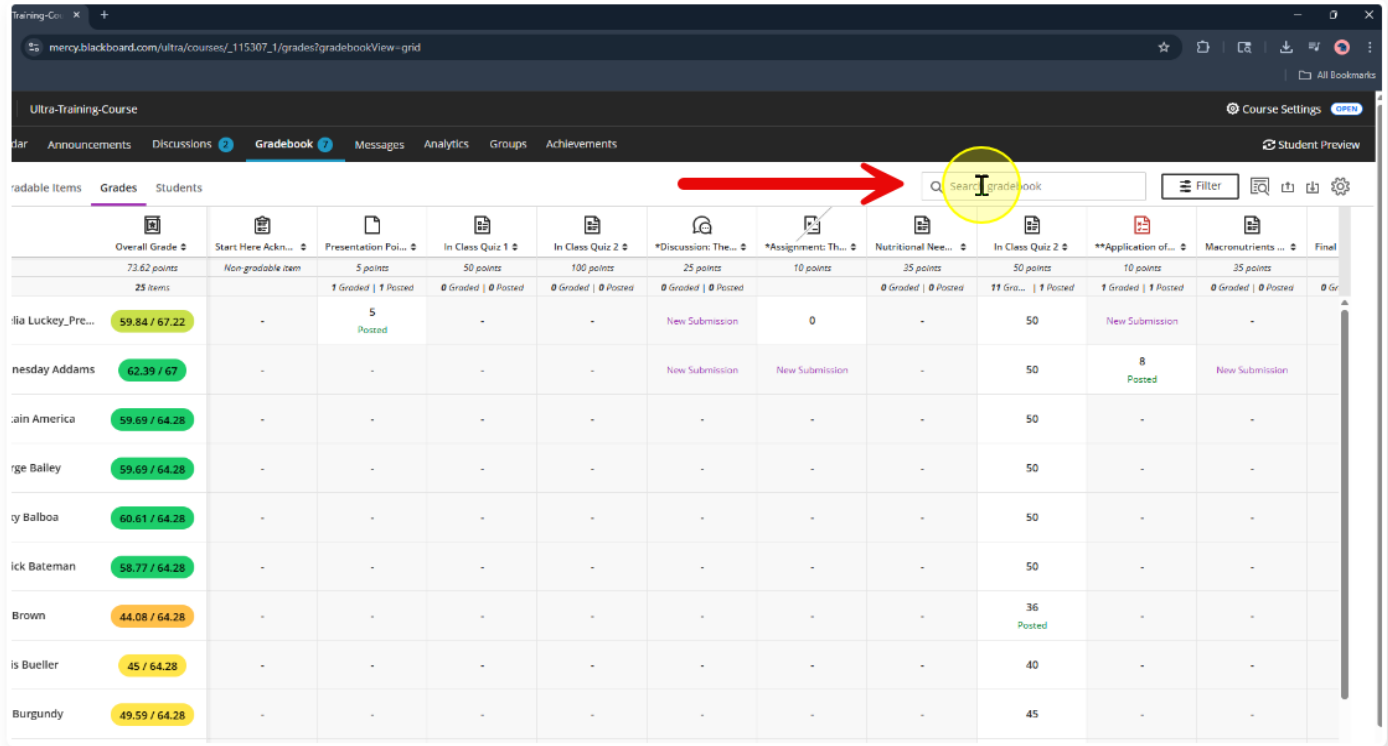 Training-Co
mercy.blackboard.com/ultra/courses/_115307_1/grades?gradebookView=grid
All Bookmarks
Ultra-Training-Course
Course Settings OPEN
dar Announcements Discussions 2 Gradebook 7 Messages Analytics Groups Achievements Student Preview
radable Items Grades Students Search gradebook Filter
Overall Grade Start Here Ackn... Presentation Poi... In Class Quiz 1 In Class Quiz 2 *Discussion: The... *Assignment: Th... Nutritional Nee... In Class Quiz 2 **Application of... Macronutrients ... Final
73.62 points Non-gradable item 5 points 50 points 100 points 25 points 10 points 35 points 50 points 10 points 35 points
25 items 1 Graded | 1 Posted 0 Graded | 0 Posted 0 Graded | 0 Posted 0 Graded | 0 Posted 0 Graded | 0 Posted 11 Gra... | 1 Posted 1 Graded | 1 Posted 0 Graded | 0 Posted 0 Gr
lia Luckey_Pre... 59.84 / 67.22 - 5 - - New Submission 0 - 50 New Submission -
Posted
nesday Addams 62.39 / 67 - - - - New Submission New Submission - 50 8 New Submission
Posted
tain America 59.69 / 64.28 - - - - - - - 50 - -
rge Bailey 59.69 / 64.28 - - - - - - - 50 - -
ky Balboa 60.61 / 64.28 - - - - - - - 50 - -
ick Bateman 58.77 / 64.28 - - - - - - - 50 - -
Brown 44.08 / 64.28 - - - - - - - 36 - -
Posted
is Bueller 45 / 64.28 - - - - - - - 40 - -
Burgundy 49.59 / 64.28 - - - - - - - 45 - -